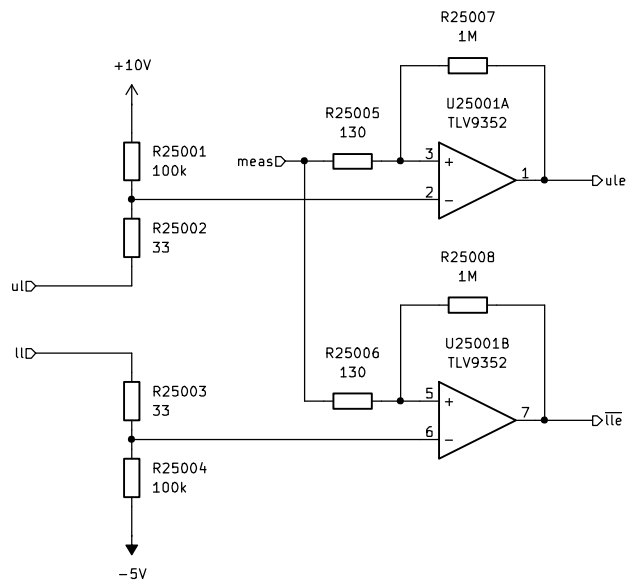 R25007
1M
+10V
R25005
130
U25001A
TLV9352
R25001
100k
meas
3
+
1
ule
2
−
R25002
33
ul
R25008
1M
ll
R25006
130
U25001B
TLV9352
R25003
33
5
+
7
lle
6
−
R25004
100k
−5V